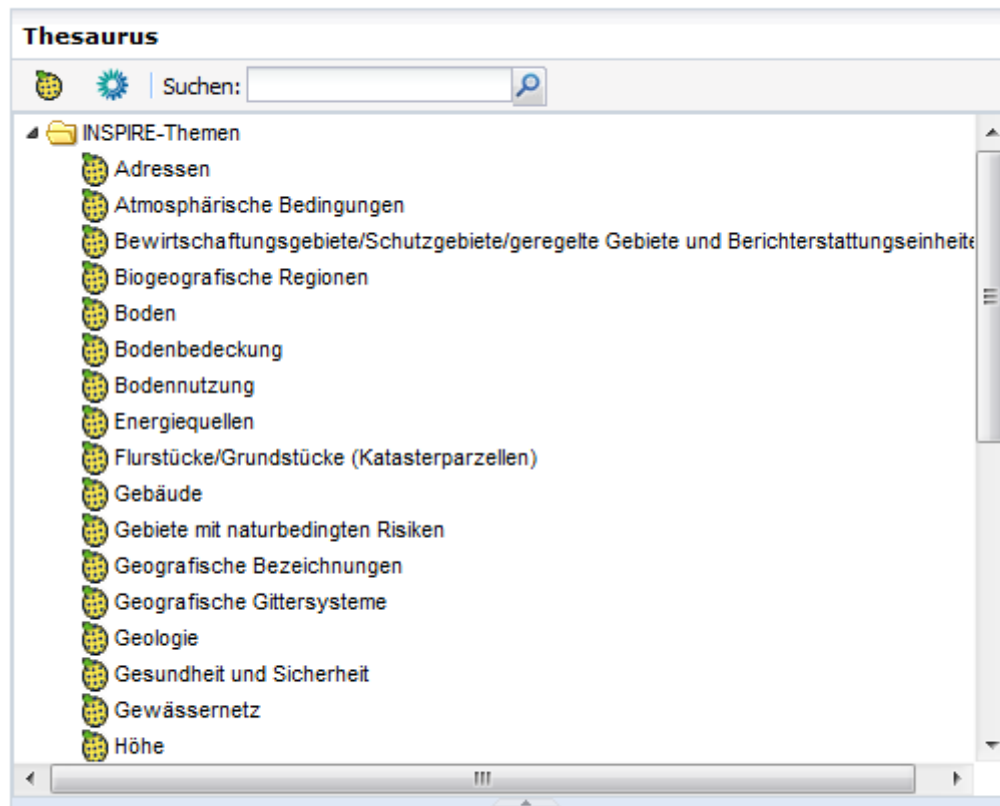 Thesaurus
Suchen:
INSPIRE-Themen
Adressen
Atmosphärische Bedingungen
Bewirtschaftungsgebiete/Schutzgebiete/geregelte Gebiete und Berichterstattungseinheite
Biogeografische Regionen
Boden
Bodenbedeckung
Bodennutzung
Energiequellen
Flurstücke/Grundstücke (Katasterparzellen)
Gebäude
Gebiete mit naturbedingten Risiken
Geografische Bezeichnungen
Geografische Gittersysteme
Geologie
Gesundheit und Sicherheit
Gewässernetz
Höhe